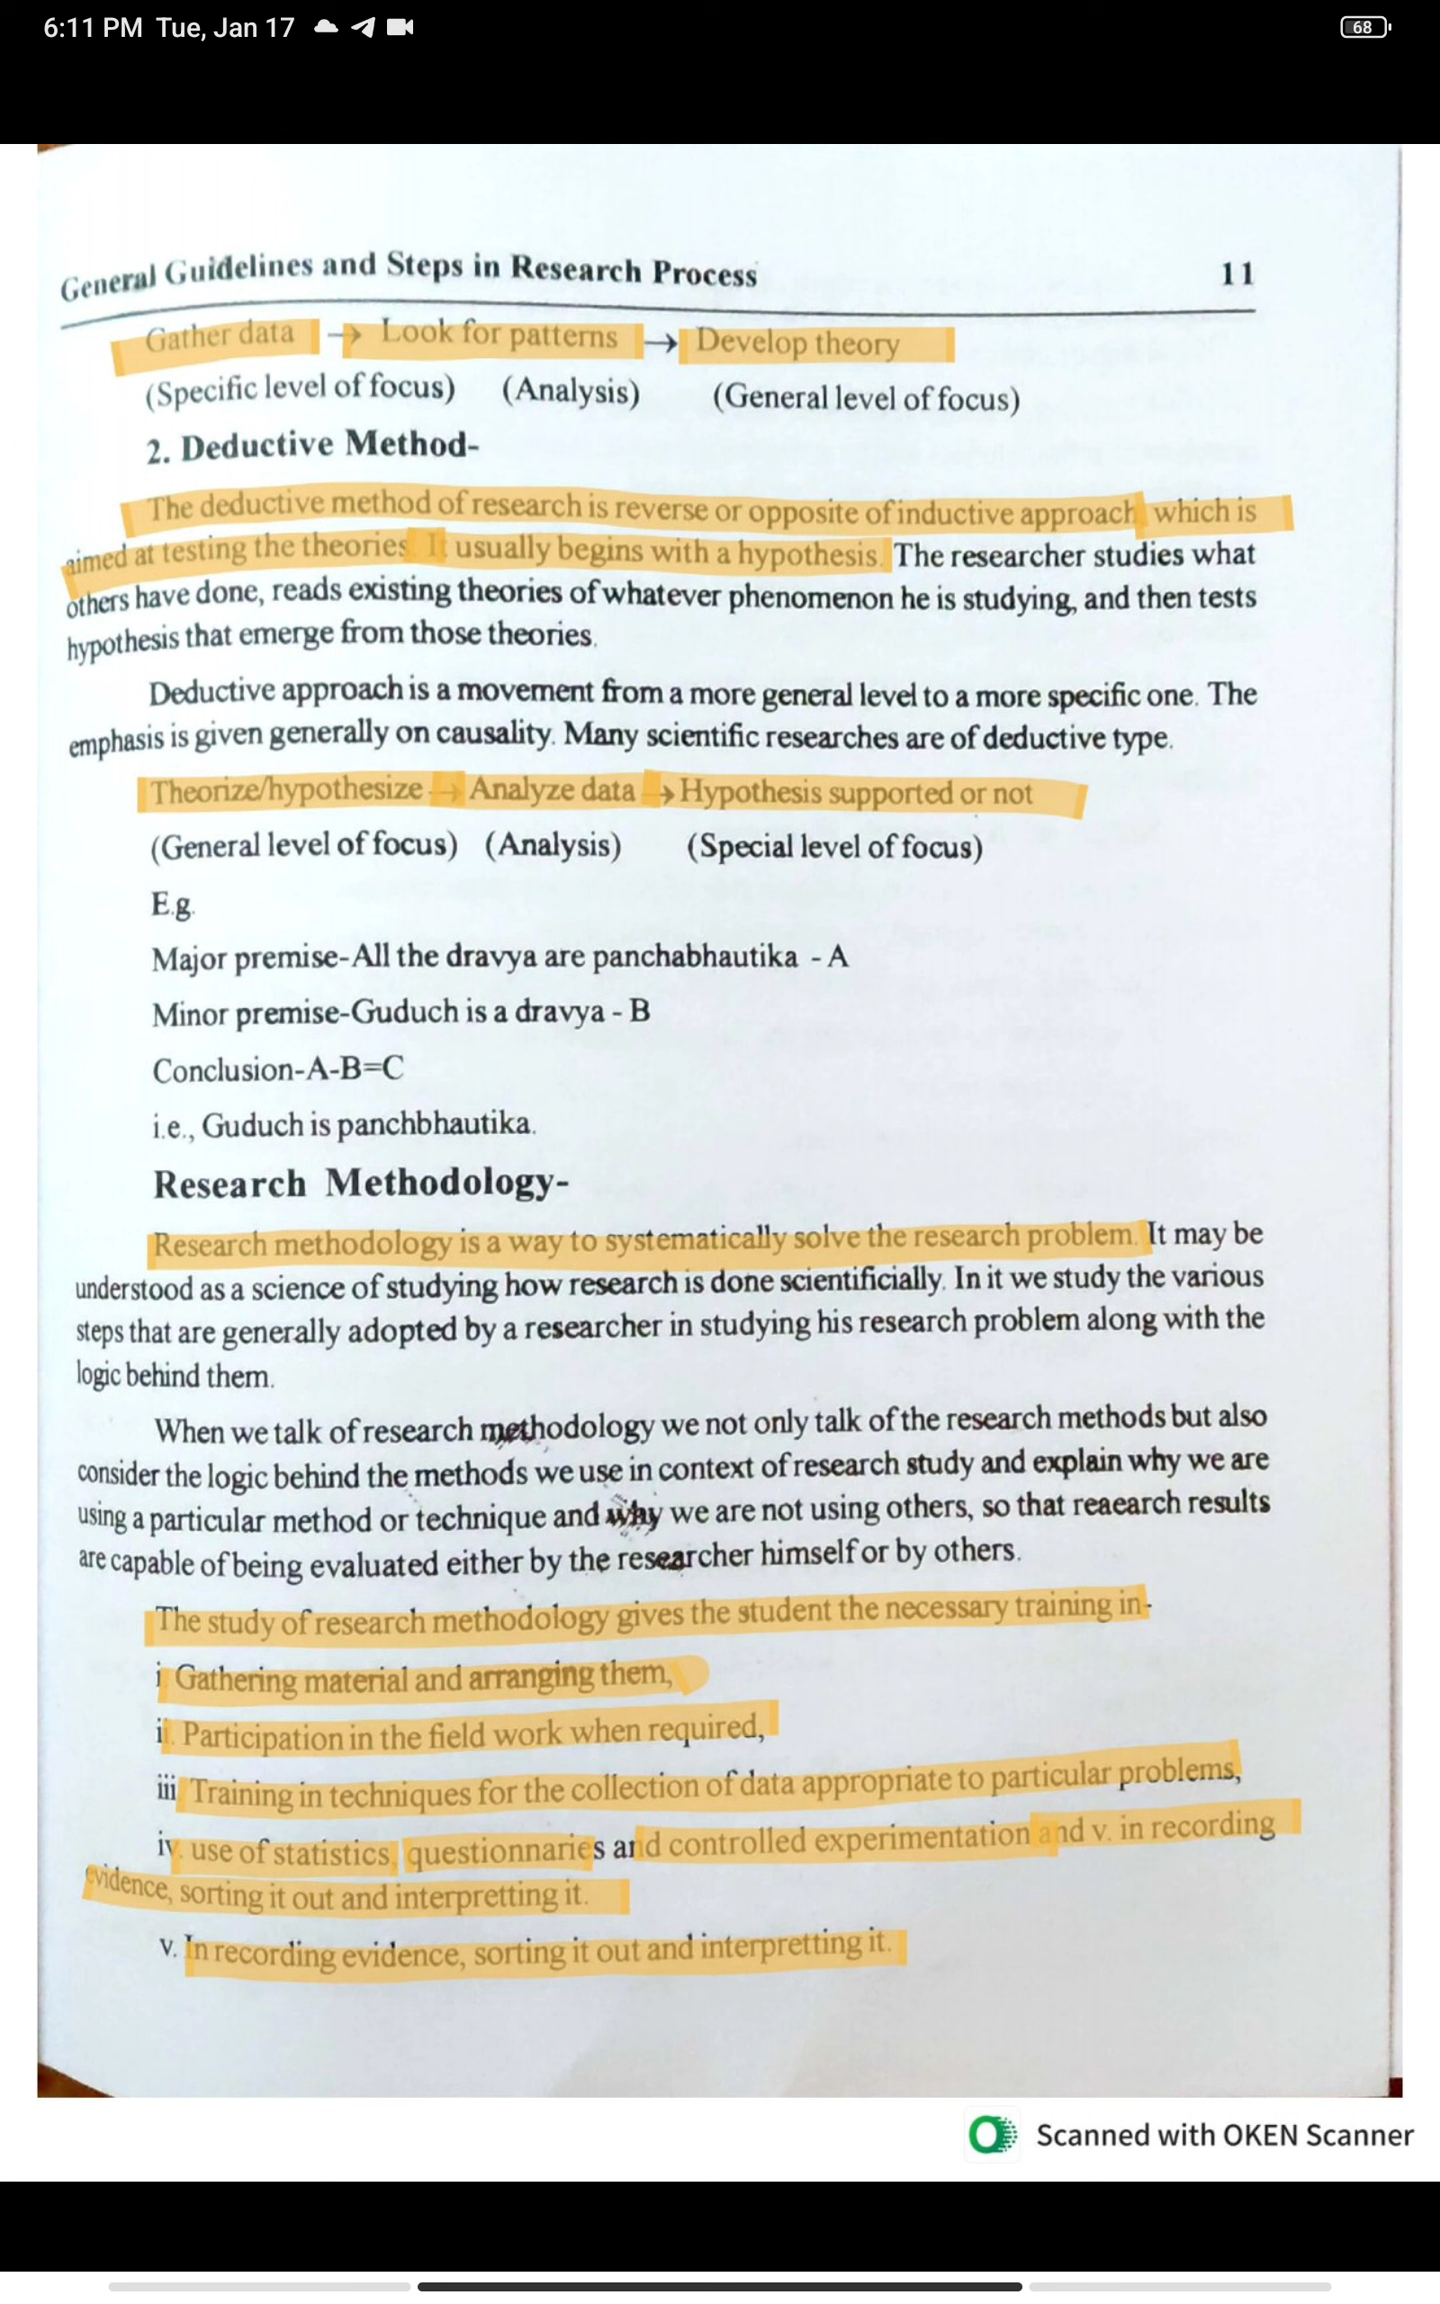 6:11 PM Tue, Jan 17
68
General Guidelines and Steps in Research Process 11
Gather data → Look for patterns → Develop theory
(Specific level of focus) (Analysis) (General level of focus)
2. Deductive Method-
The deductive method of research is reverse or opposite of inductive approach which is
aimed at testing the theories. It usually begins with a hypothesis. The researcher studies what
others have done, reads existing theories of whatever phenomenon he is studying, and then tests
hypothesis that emerge from those theories.
Deductive approach is a movement from a more general level to a more specific one. The
emphasis is given generally on causality. Many scientific researches are of deductive type.
Theorize/hypothesize → Analyze data → Hypothesis supported or not
(General level of focus) (Analysis) (Special level of focus)
E.g.
Major premise-All the dravya are panchabhautika - A
Minor premise-Guduch is a dravya - B
Conclusion-A-B=C
i.e., Guduch is panchbhautika.
Research Methodology-
Research methodology is a way to systematically solve the research problem. It may be
understood as a science of studying how research is done scientificially. In it we study the various
steps that are generally adopted by a researcher in studying his research problem along with the
logic behind them.
When we talk of research methodology we not only talk of the research methods but also
consider the logic behind the methods we use in context of research study and explain why we are
using a particular method or technique and why we are not using others, so that reaearch results
are capable of being evaluated either by the researcher himself or by others.
The study of research methodology gives the student the necessary training in-
i Gathering material and arranging them,
ii. Participation in the field work when required,
iii Training in techniques for the collection of data appropriate to particular problems,
iv. use of statistics, questionnaries and controlled experimentation and v. in recording
evidence, sorting it out and interpretting it.
v. In recording evidence, sorting it out and interpretting it.
Scanned with OKEN Scanner